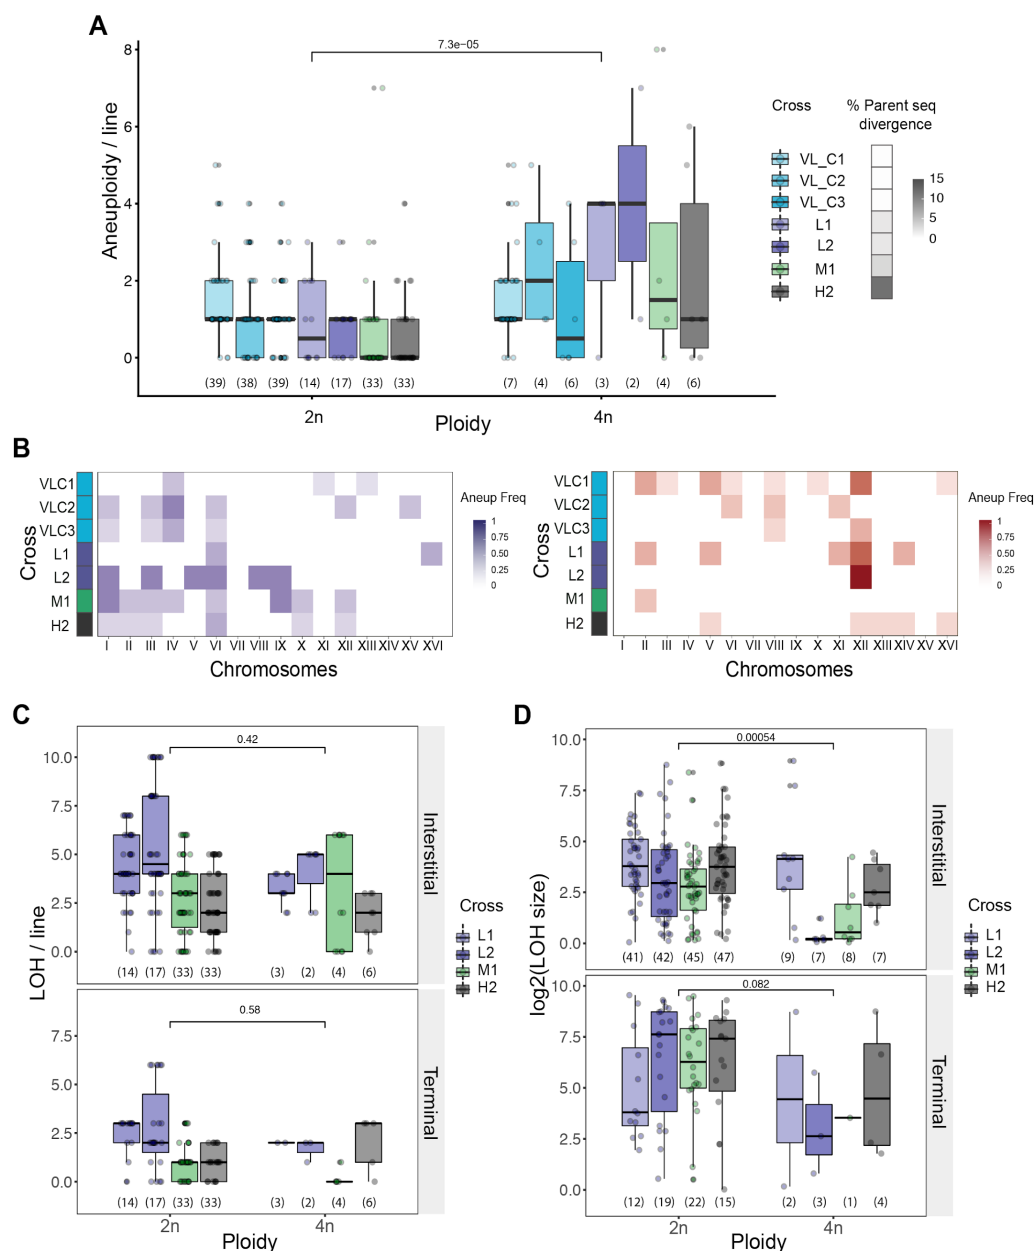 A
8
6
4
2
0
Aneuploidy / line
7.3e−05
(39) (38) (39) (14) (17) (33) (33) (7) (4) (6) (3) (2) (4) (6)
2n 4n
Ploidy
Cross
% Parent seq
divergence
VL_C1
VL_C2
VL_C3
L1
L2
M1
H2
15
10
5
0
B
Cross
VLC1
VLC2
VLC3
L1
L2
M1
H2
I II III IV V VI VII VIII IX X XI XII XIII XIV XV XVI
Chromosomes
Aneup Freq
1
0.75
0.50
0.25
0
Cross
VLC1
VLC2
VLC3
L1
L2
M1
H2
I II III IV V VI VII VIII IX X XI XII XIII XIV XV XVI
Chromosomes
Aneup Freq
1
0.75
0.50
0.25
0
C
LOH / line
10.0
7.5
5.0
2.5
0.0
0.42
(14) (17) (33) (33) (3) (2) (4) (6)
Interstitial
7.5
5.0
2.5
0.0
0.58
(14) (17) (33) (33) (3) (2) (4) (6)
Terminal
2n 4n
Ploidy
Cross
L1
L2
M1
H2
D
log2(LOH size)
10.0
7.5
5.0
2.5
0.0
0.00054
(41) (42) (45) (47) (9) (7) (8) (7)
Interstitial
10.0
7.5
5.0
2.5
0.0
0.082
(12) (19) (22) (15) (2) (3) (1) (4)
Terminal
2n 4n
Ploidy
Cross
L1
L2
M1
H2